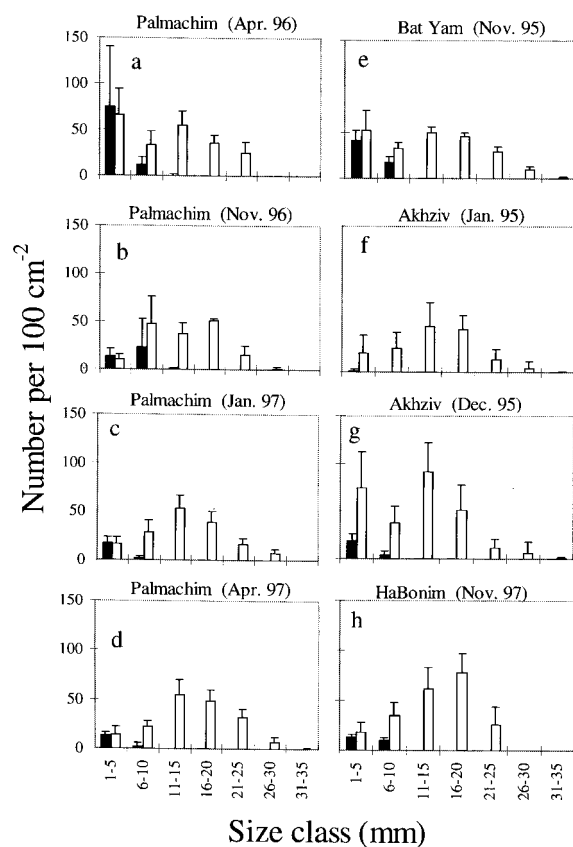 Number per 100 cm-2
Palmachim (Apr. 96)
150
100
50
0
a
Palmachim (Nov. 96)
150
100
50
0
b
Palmachim (Jan. 97)
150
100
50
0
c
Palmachim (Apr. 97)
150
100
50
0
d
1-5
6-10
11-15
16-20
21-25
26-30
31-35
Bat Yam (Nov. 95)
e
Akhziv (Jan. 95)
f
Akhziv (Dec. 95)
g
HaBonim (Nov. 97)
h
1-5
6-10
11-15
16-20
21-25
26-30
31-35
Size class (mm)